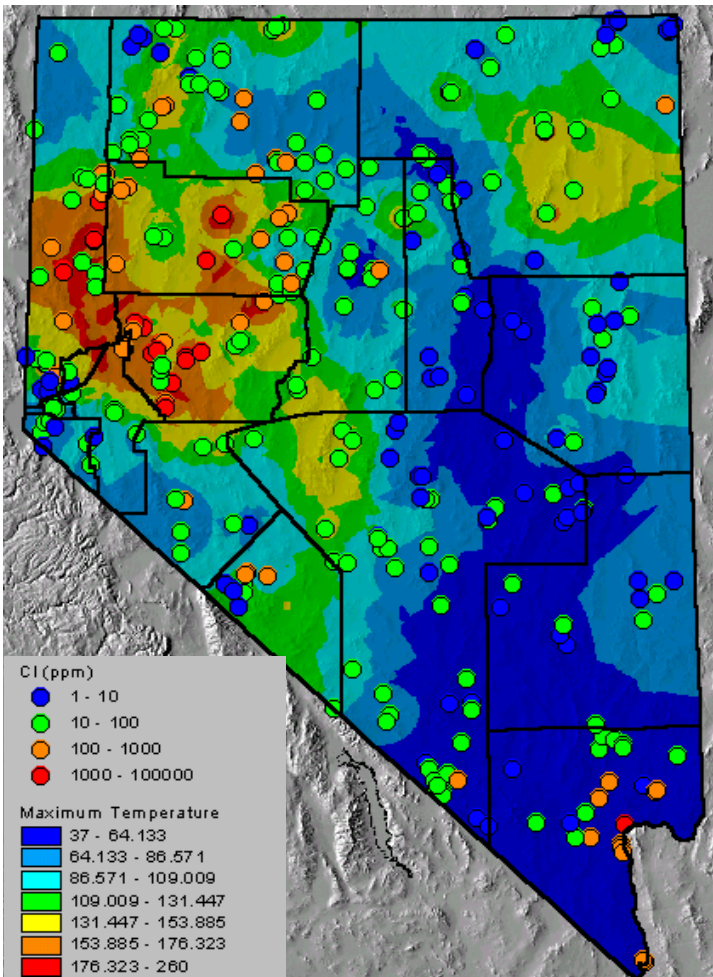 Cl (ppm)
1 - 10
10 - 100
100 - 1000
1000 - 100000
Maximum Temperature
37 - 64.133
64.133 - 86.571
86.571 - 109.009
109.009 - 131.447
131.447 - 153.885
153.885 - 176.323
176.323 - 260